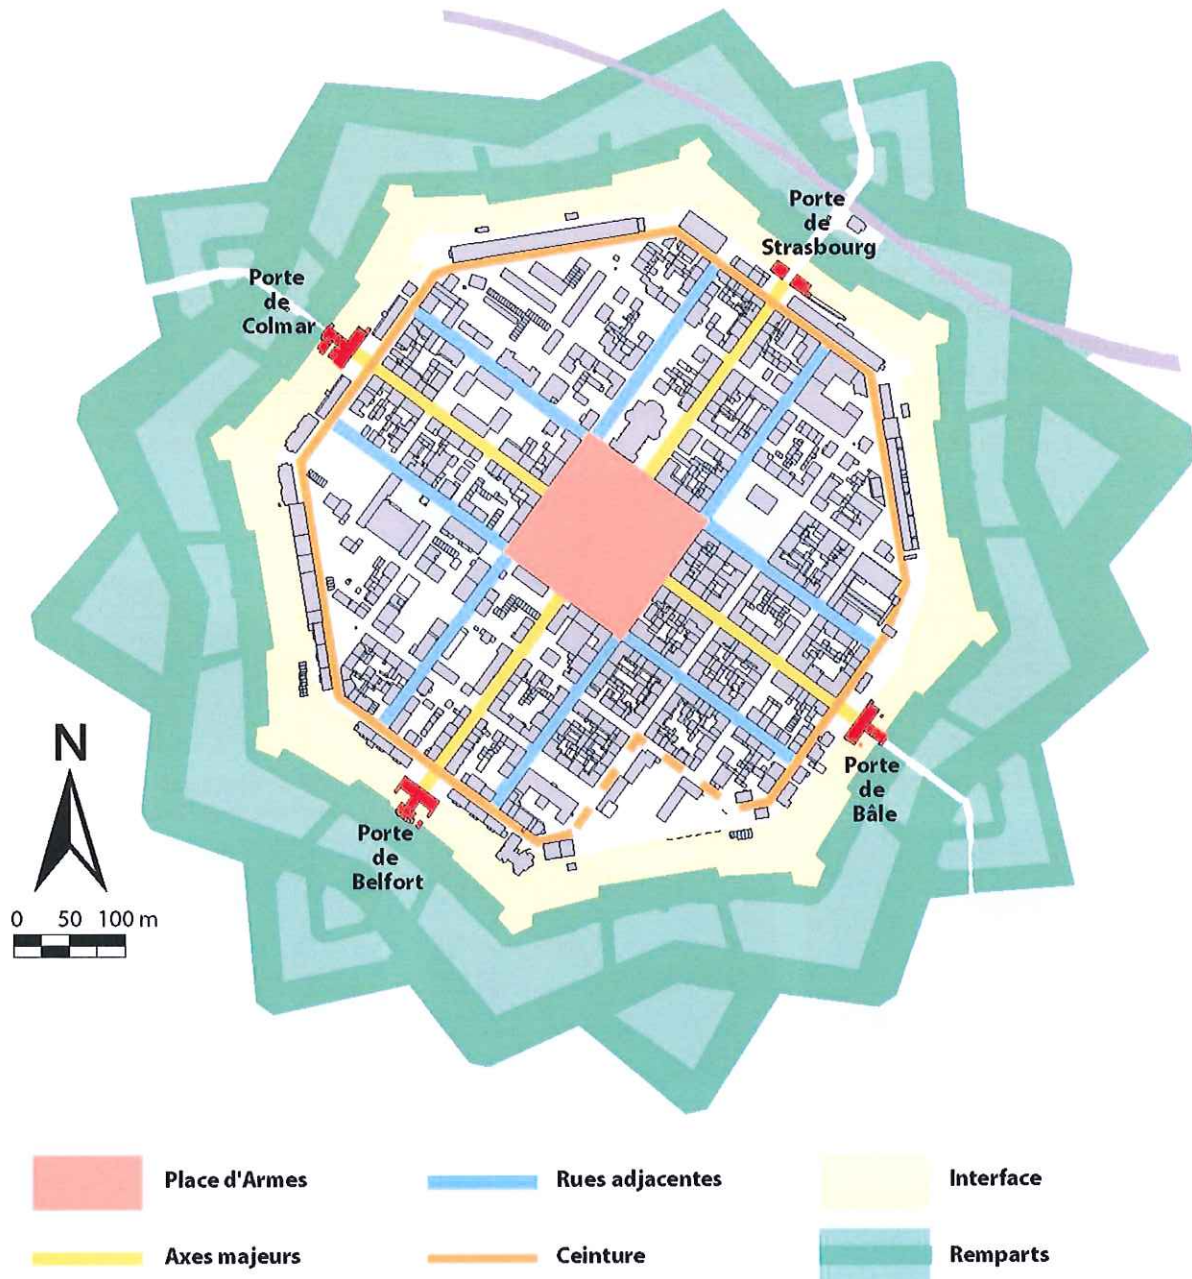 Porte
de
Strasbourg
Porte
de
Colmar
N
0 50 100 m
Porte
de
Bâle
Porte
de
Belfort
Place d'Armes
Rues adjacentes
Interface
Axes majeurs
Ceinture
Remparts